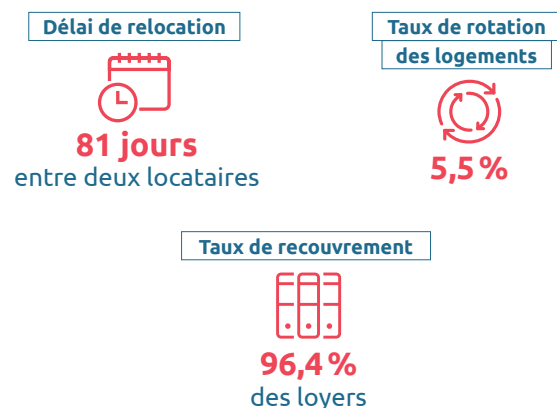 Délai de relocation
81 jours
entre deux locataires
Taux de rotation
des logements
5,5 %
Taux de recouvrement
96,4 %
des loyers